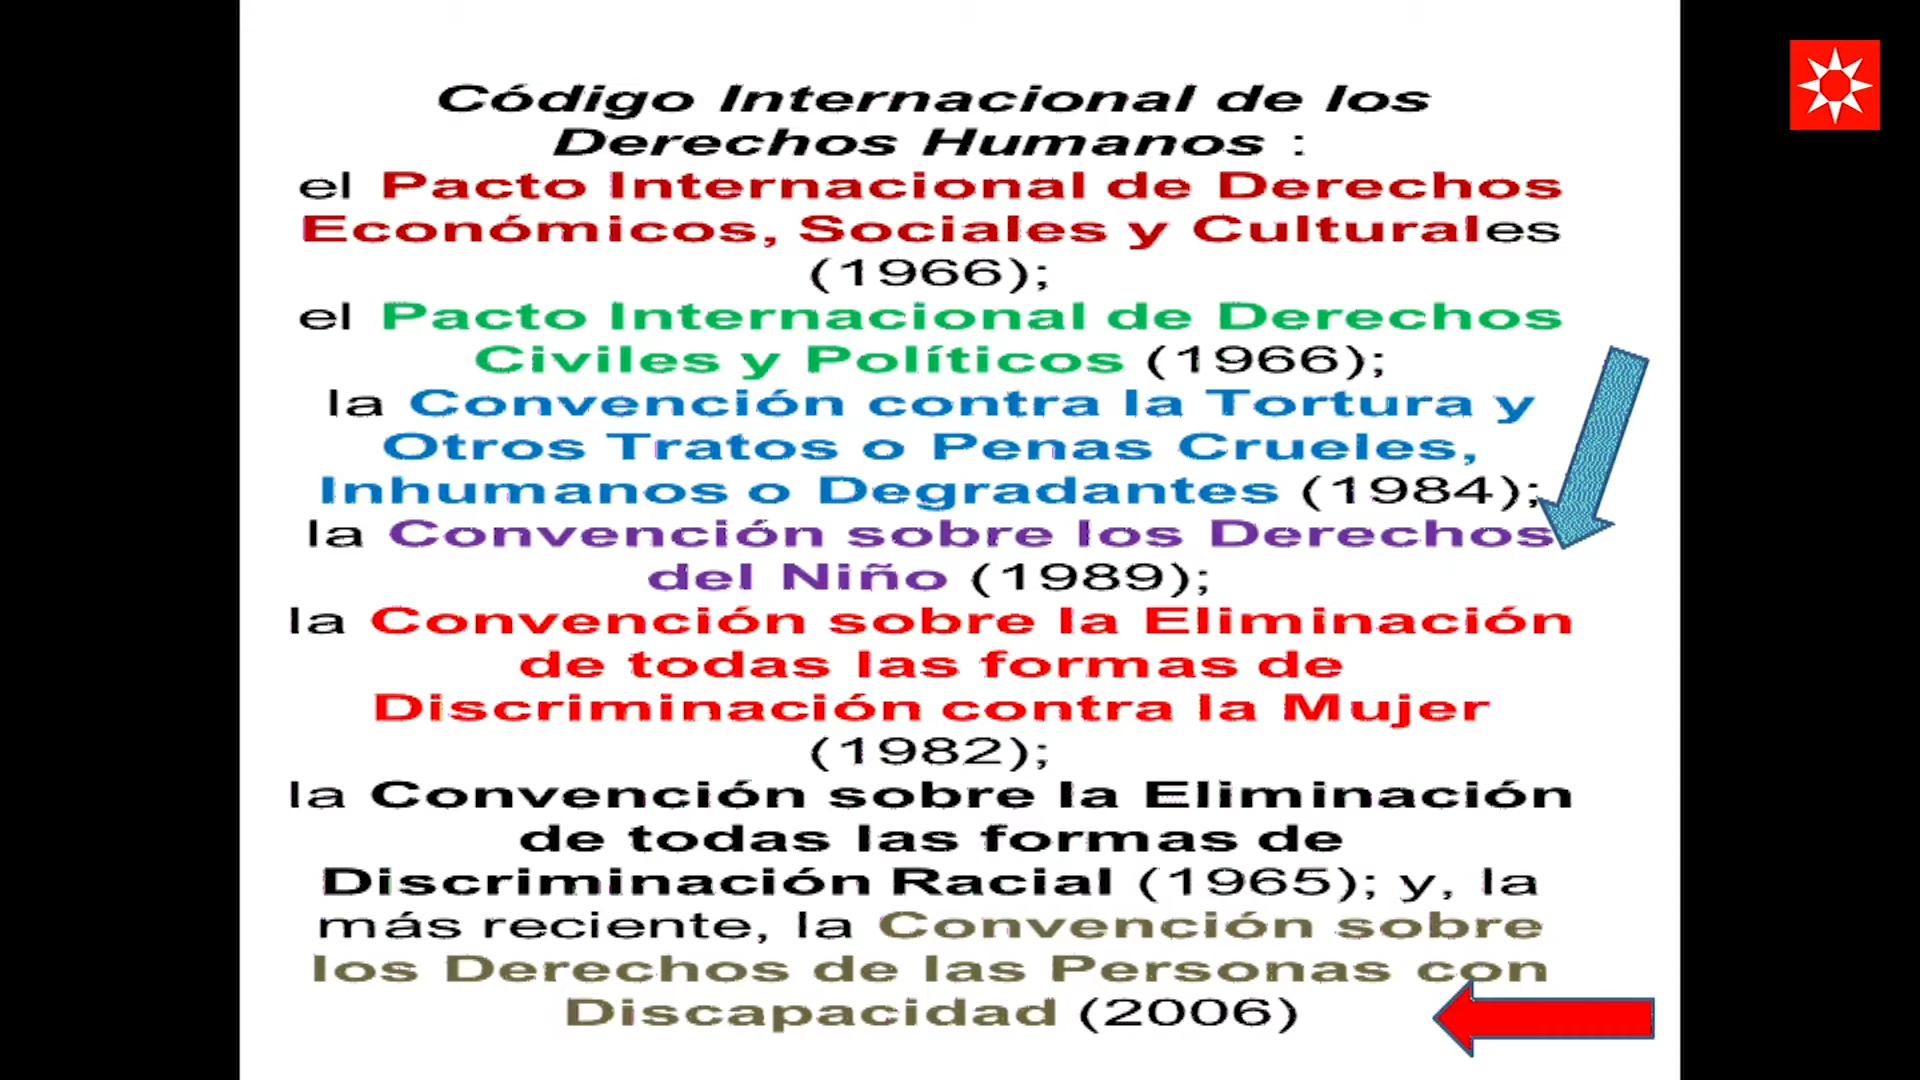 Código Internacional de los
Derechos Humanos :
el Pacto Internacional de Derechos
Económicos, Sociales y Culturales
(1966);
el Pacto Internacional de Derechos
Civiles y Políticos (1966);
la Convención contra la Tortura y
Otros Tratos o Penas Crueles,
Inhumanos o Degradantes (1984);
la Convención sobre los Derechos
del Niño (1989);
la Convención sobre la Eliminación
de todas las formas de
Discriminación contra la Mujer
(1982);
la Convención sobre la Eliminación
de todas las formas de
Discriminación Racial (1965); y, la
más reciente, la Convención sobre
los Derechos de las Personas con
Discapacidad (2006)